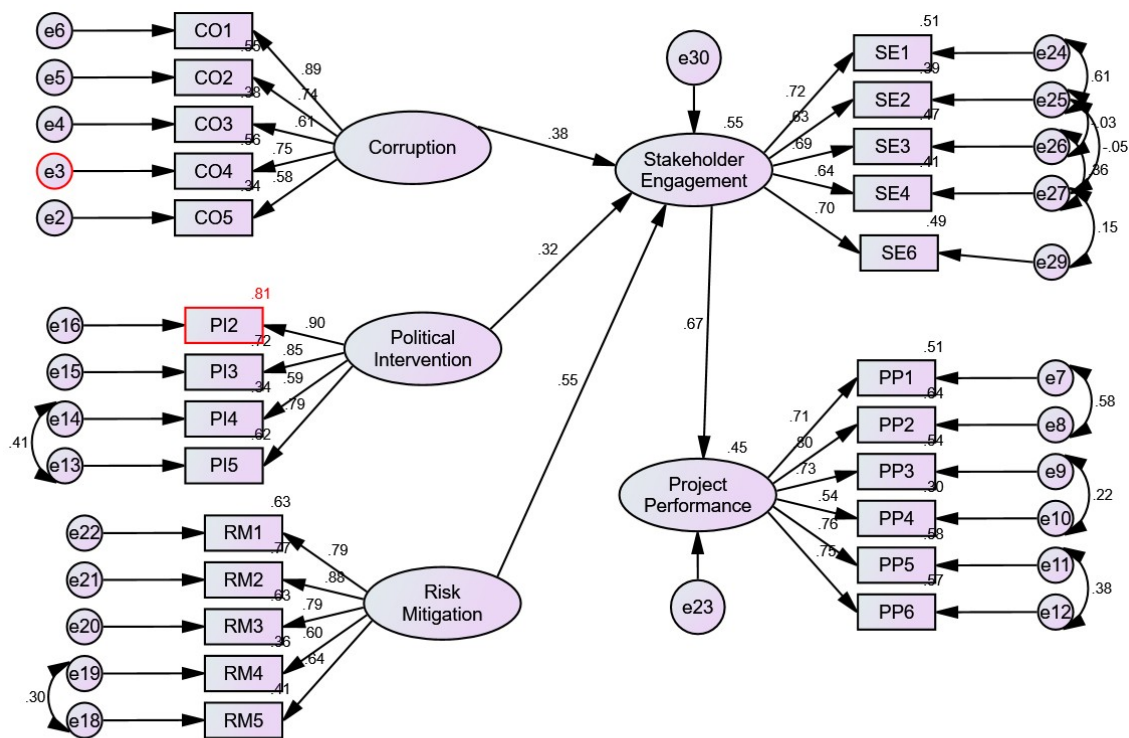 e6
CO1
.55
.89
e5
CO2
.38
.74
e4
CO3
.56
.61
e3
CO4
.34
.75
e2
CO5
.58
Corruption
.38
.81
e16
PI2
.72
.90
e15
PI3
.34
.85
e14
PI4
.62
.59
e13
PI5
.79
.41
Political
Intervention
.32
.63
e22
RM1
.77
.79
e21
RM2
.63
.88
e20
RM3
.36
.79
e19
RM4
.41
.60
e18
RM5
.64
.30
Risk
Mitigation
.55
e30
.55
Stakeholder
Engagement
.67
.51
.72
SE1
.39
e24
.63
SE2
.47
e25
.69
SE3
.41
e26
.64
SE4
e27
.70
.49
SE6
e29
.61
-.05
.36
.15
.45
Project
Performance
e23
.51
.71
PP1
.64
e7
.80
PP2
.54
e8
.73
PP3
.30
e9
.54
PP4
.58
e10
.76
PP5
.57
e11
.75
PP6
e12
.58
.22
.38